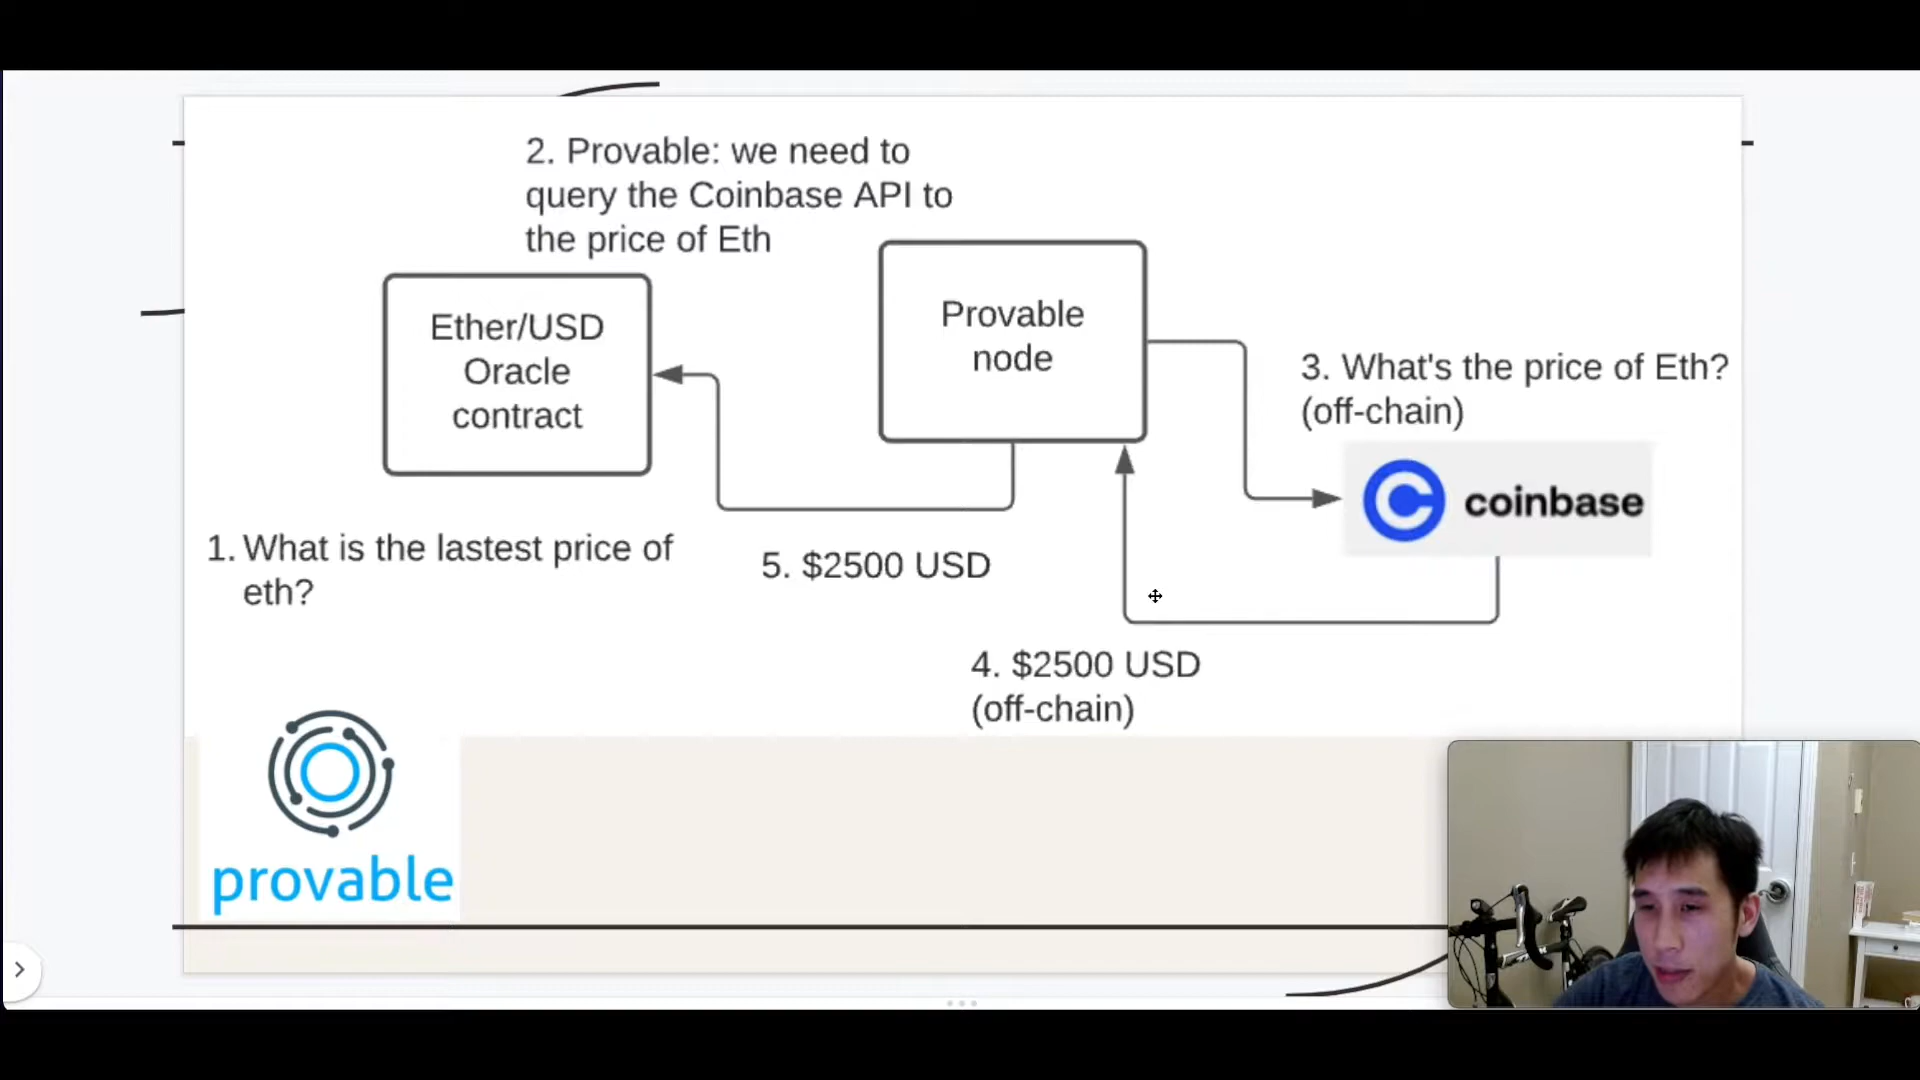 2. Provable: we need to
query the Coinbase API to
the price of Eth
Ether/USD
Oracle
contract
Provable
node
3. What's the price of Eth?
(off-chain)
coinbase
1. What is the lastest price of
eth?
5. $2500 USD
4. $2500 USD
(off-chain)
provable